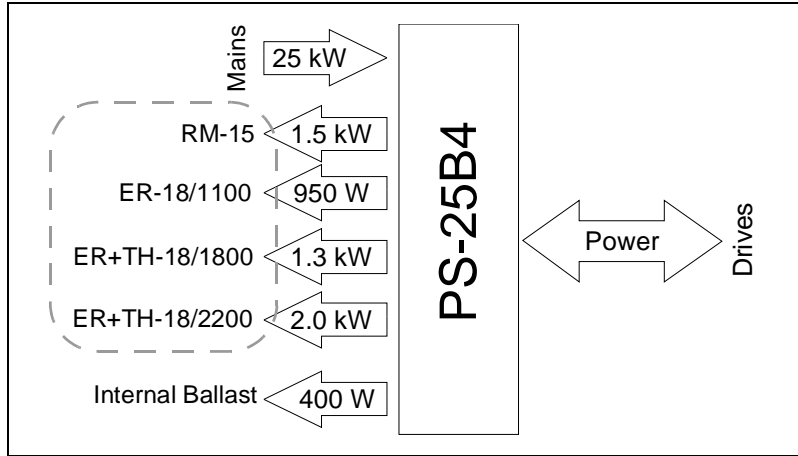 Mains
25 kW
RM-15
1.5 kW
ER-18/1100
950 W
ER+TH-18/1800
1.3 kW
ER+TH-18/2200
2.0 kW
Internal Ballast
400 W
PS-25B4
Power
Drives